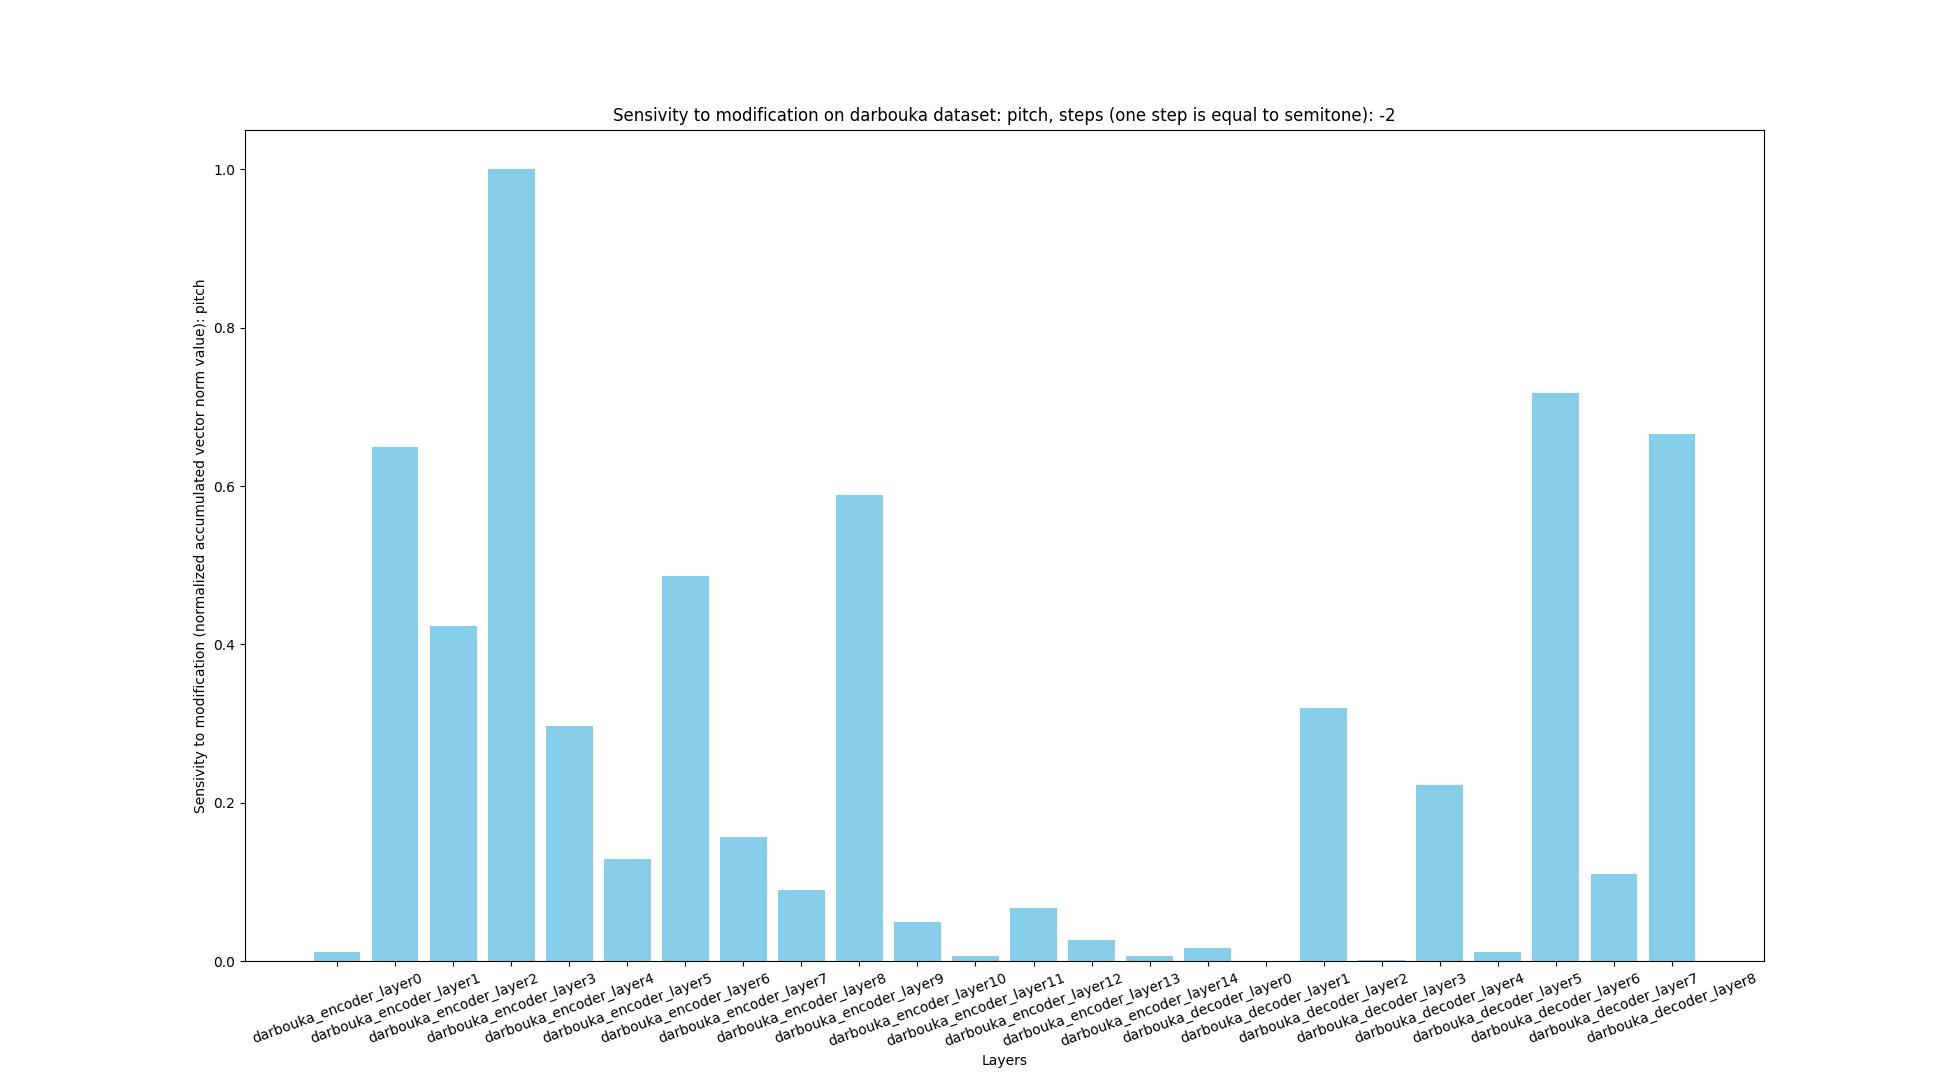 Sensivity to modification on darbouka dataset: pitch, steps (one step is equal to semitone): -2
Sensivity to modification (normalized accumulated vector norm value): pitch
1.0
0.8
0.6
0.4
0.2
0.0
darbouka_encoder_layer0
darbouka_encoder_layer1
darbouka_encoder_layer2
darbouka_encoder_layer3
darbouka_encoder_layer4
darbouka_encoder_layer5
darbouka_encoder_layer6
darbouka_encoder_layer7
darbouka_encoder_layer8
darbouka_encoder_layer9
darbouka_encoder_layer10
darbouka_encoder_layer11
darbouka_encoder_layer12
darbouka_encoder_layer13
darbouka_encoder_layer14
darbouka_decoder_layer0
darbouka_decoder_layer1
darbouka_decoder_layer2
darbouka_decoder_layer3
darbouka_decoder_layer4
darbouka_decoder_layer5
darbouka_decoder_layer6
darbouka_decoder_layer7
darbouka_decoder_layer8
Layers